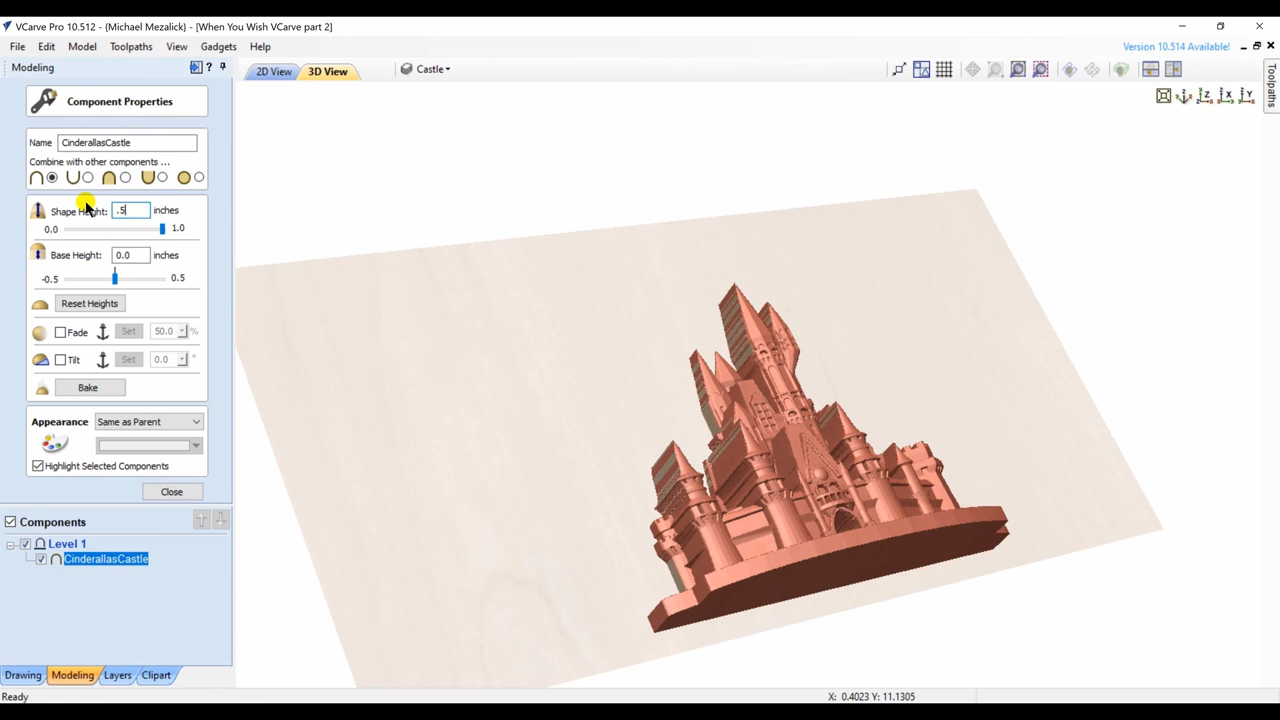 VCarve Pro 10.512 - {Michael Mezalick} - [When You Wish VCarve part 2]
File Edit Model Toolpaths View Gadgets Help
Version 10.514 Available!
Modeling
?
2D View 3D View
Castle
Toolpaths
Z X Y
Component Properties
Name CinderallasCastle
Combine with other components ...
Shape Height: .5 inches
0.0 1.0
Base Height: 0.0 inches
-0.5 0.5
Reset Heights
Fade Set 50.0 %
Tilt Set 0.0 °
Bake
Appearance Same as Parent
Highlight Selected Components
Close
Components
Level 1
CinderallasCastle
Drawing Modeling Layers Clipart
Ready
X: 0.4023 Y: 11.1305